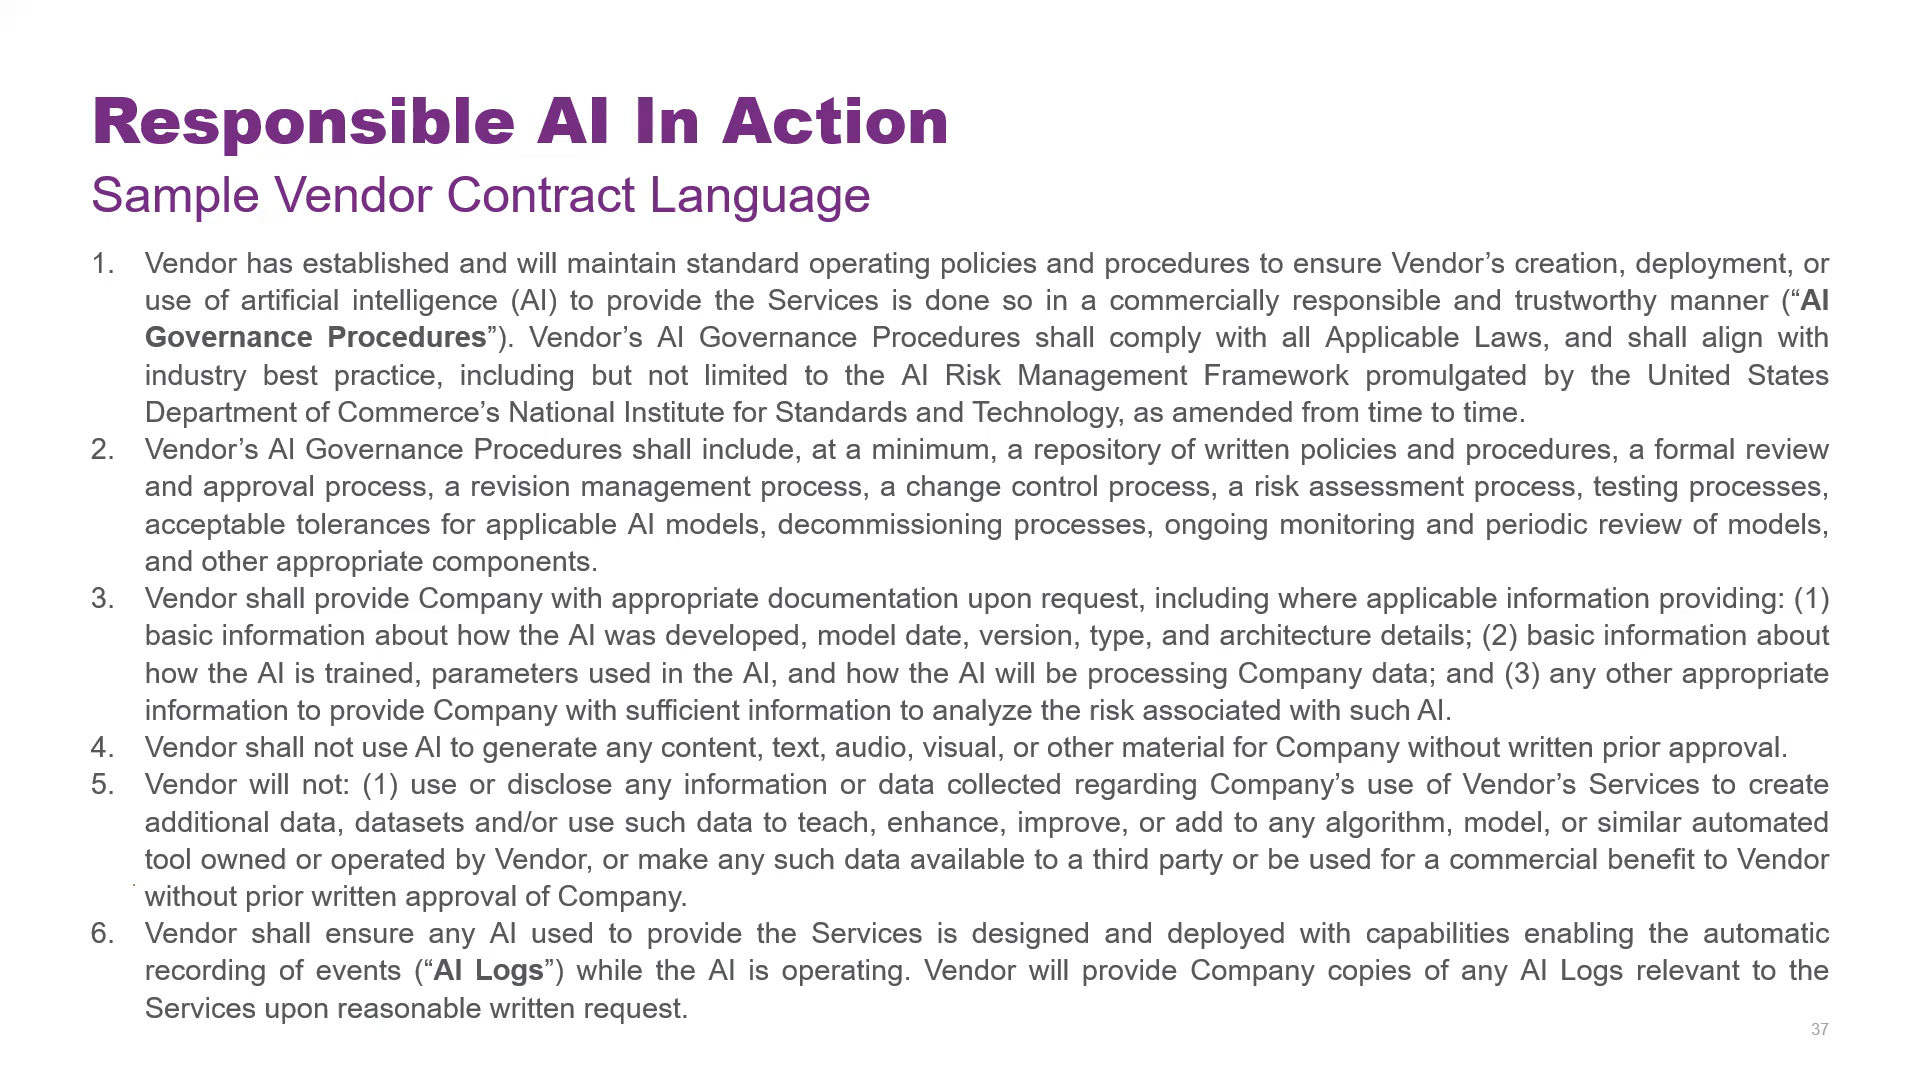 Responsible AI In Action
Sample Vendor Contract Language
1. Vendor has established and will maintain standard operating policies and procedures to ensure Vendor’s creation, deployment, or
use of artificial intelligence (AI) to provide the Services is done so in a commercially responsible and trustworthy manner (“AI
Governance Procedures”). Vendor’s AI Governance Procedures shall comply with all Applicable Laws, and shall align with
industry best practice, including but not limited to the AI Risk Management Framework promulgated by the United States
Department of Commerce’s National Institute for Standards and Technology, as amended from time to time.
2. Vendor’s AI Governance Procedures shall include, at a minimum, a repository of written policies and procedures, a formal review
and approval process, a revision management process, a change control process, a risk assessment process, testing processes,
acceptable tolerances for applicable AI models, decommissioning processes, ongoing monitoring and periodic review of models,
and other appropriate components.
3. Vendor shall provide Company with appropriate documentation upon request, including where applicable information providing: (1)
basic information about how the AI was developed, model date, version, type, and architecture details; (2) basic information about
how the AI is trained, parameters used in the AI, and how the AI will be processing Company data; and (3) any other appropriate
information to provide Company with sufficient information to analyze the risk associated with such AI.
4. Vendor shall not use AI to generate any content, text, audio, visual, or other material for Company without written prior approval.
5. Vendor will not: (1) use or disclose any information or data collected regarding Company’s use of Vendor’s Services to create
additional data, datasets and/or use such data to teach, enhance, improve, or add to any algorithm, model, or similar automated
tool owned or operated by Vendor, or make any such data available to a third party or be used for a commercial benefit to Vendor
without prior written approval of Company.
6. Vendor shall ensure any AI used to provide the Services is designed and deployed with capabilities enabling the automatic
recording of events (“AI Logs”) while the AI is operating. Vendor will provide Company copies of any AI Logs relevant to the
Services upon reasonable written request.
37